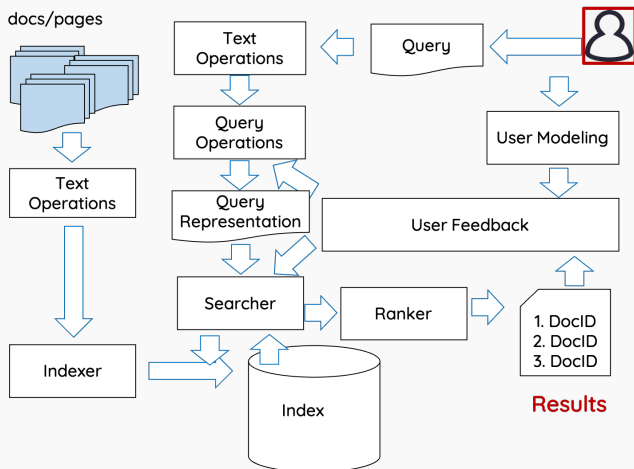 docs/pages
Text
Operations
Query
Query
Operations
User Modeling
Text
Operations
Query
Representation
User Feedback
Searcher
Ranker
1. DocID
2. DocID
3. DocID
Indexer
Index
Results